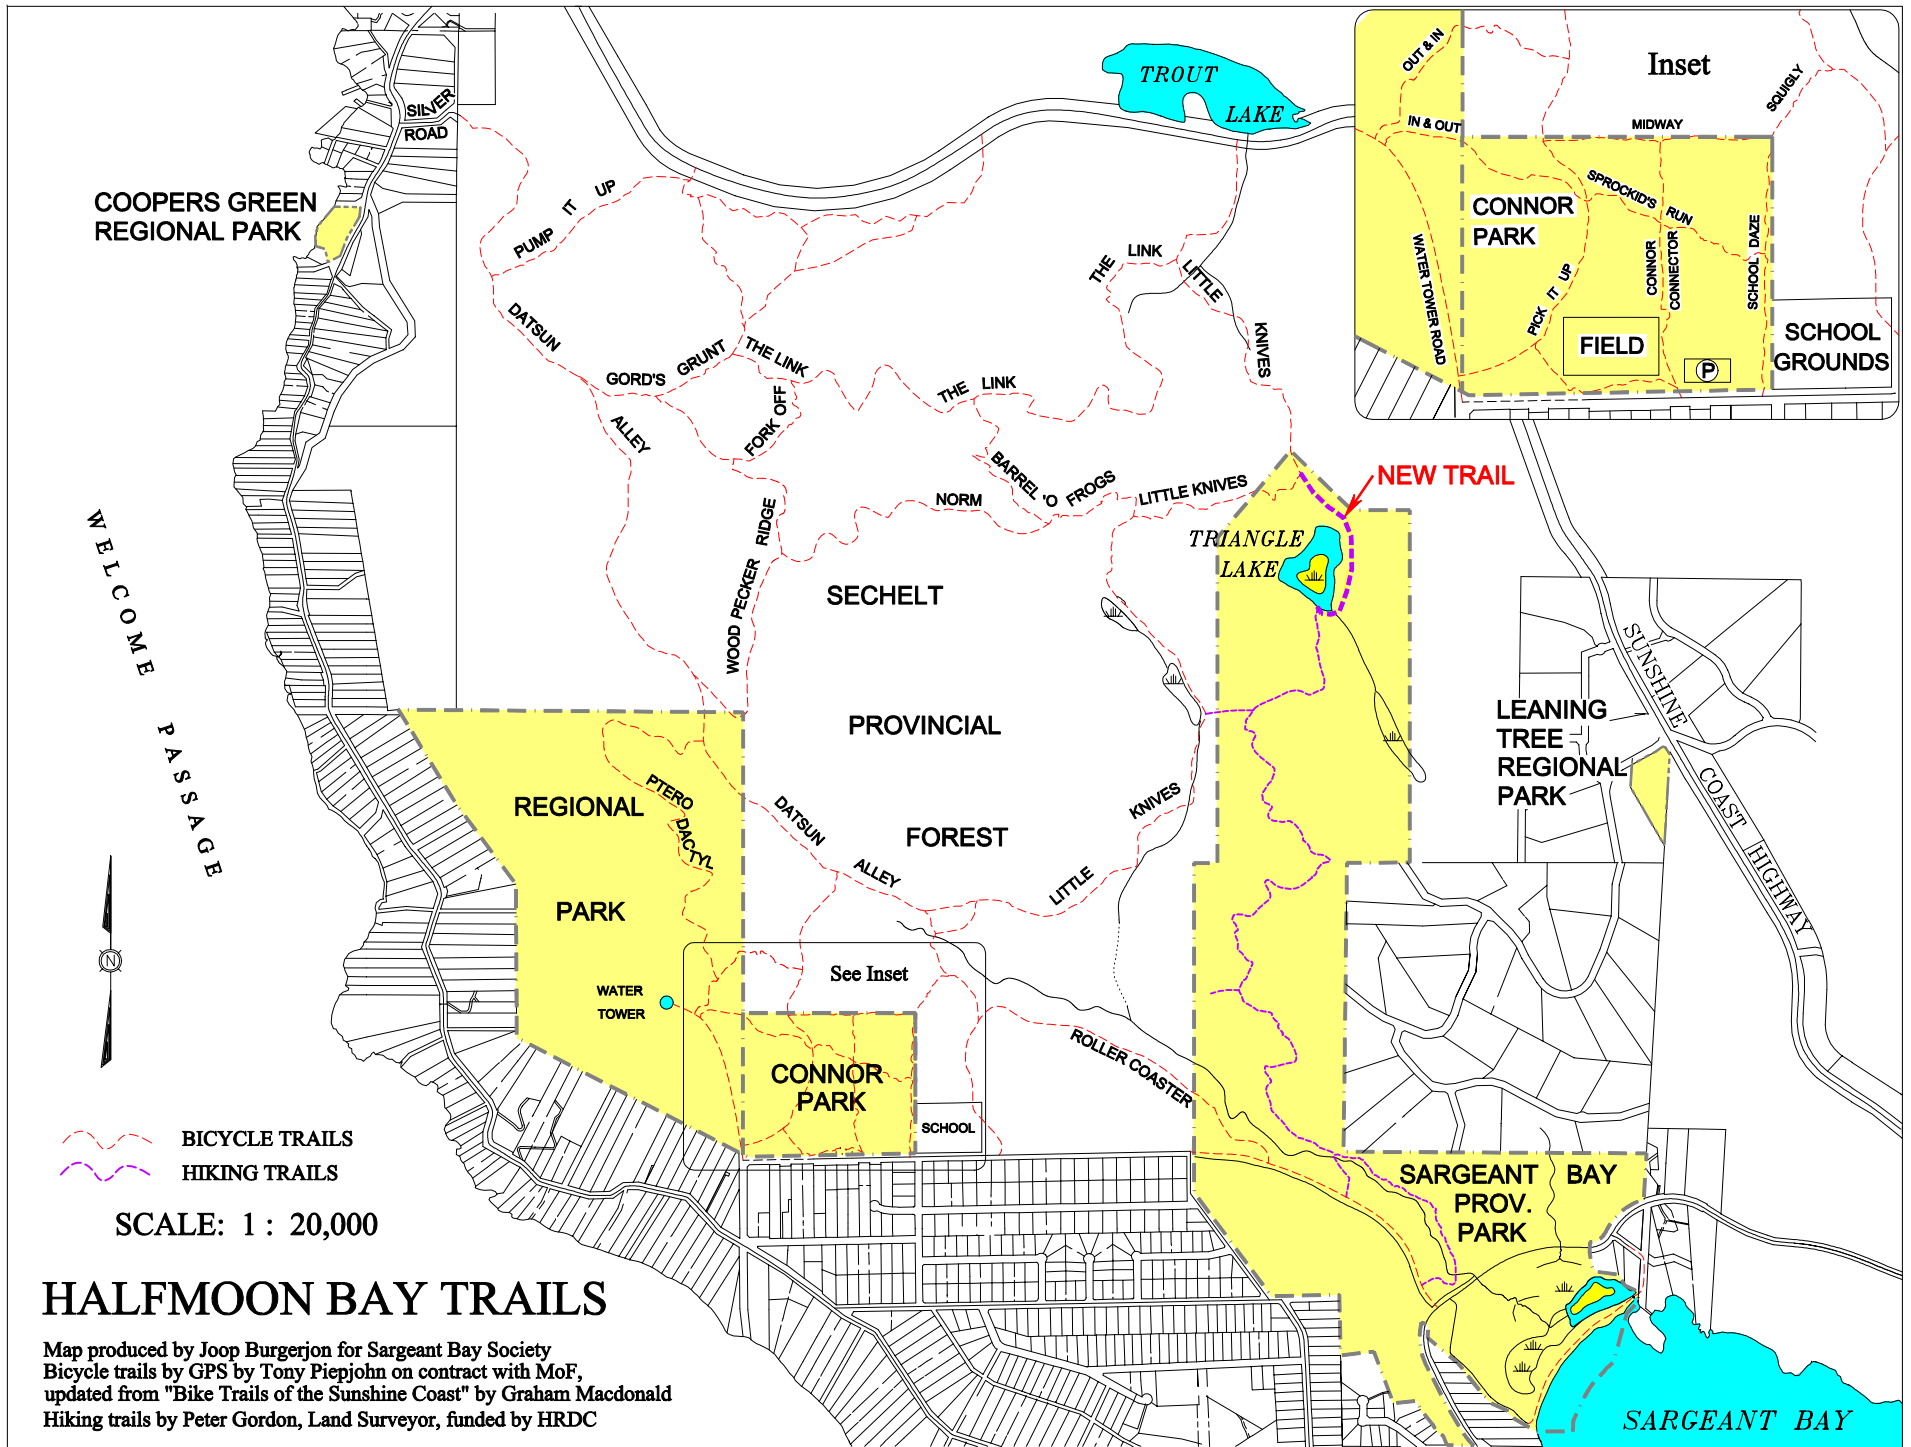 TROUT
LAKE
SILVER
ROAD
COOPERS GREEN
REGIONAL PARK
PUMP IT UP
DATSUN
ALLEY
GORD'S GRUNT
THE LINK
FORK OFF
THE LINK
THE LINK
LITTLE
KNIVES
BARREL 'O FROGS
NORM
LITTLE KNIVES
WOOD PECKER RIDGE
NEW TRAIL
TRIANGLE
LAKE
Inset
OUT & IN
IN & OUT
MIDWAY
SQUIGLY
SPROCKID'S RUN
CONNOR
PARK
WATER TOWER ROAD
PICK IT UP
CONNOR
CONNECTOR
SCHOOL DAZE
FIELD
P
SCHOOL
GROUNDS
WELCOME PASSAGE
SECHELT
PROVINCIAL
FOREST
SUNSHINE
COAST HIGHWAY
LEANING
TREE
REGIONAL
PARK
REGIONAL
PARK
PTERO
DACTYL
DATSUN
ALLEY
LITTLE
KNIVES
See Inset
WATER
TOWER
CONNOR
PARK
SCHOOL
ROLLER COASTER
N
BICYCLE TRAILS
HIKING TRAILS
SCALE: 1 : 20,000
SARGEANT BAY
PROV.
PARK
HALFMOON BAY TRAILS
Map produced by Joop Burgerjon for Sargeant Bay Society
Bicycle trails by GPS by Tony Piepjohn on contract with MoF,
updated from "Bike Trails of the Sunshine Coast" by Graham Macdonald
Hiking trails by Peter Gordon, Land Surveyor, funded by HRDC
SARGEANT BAY